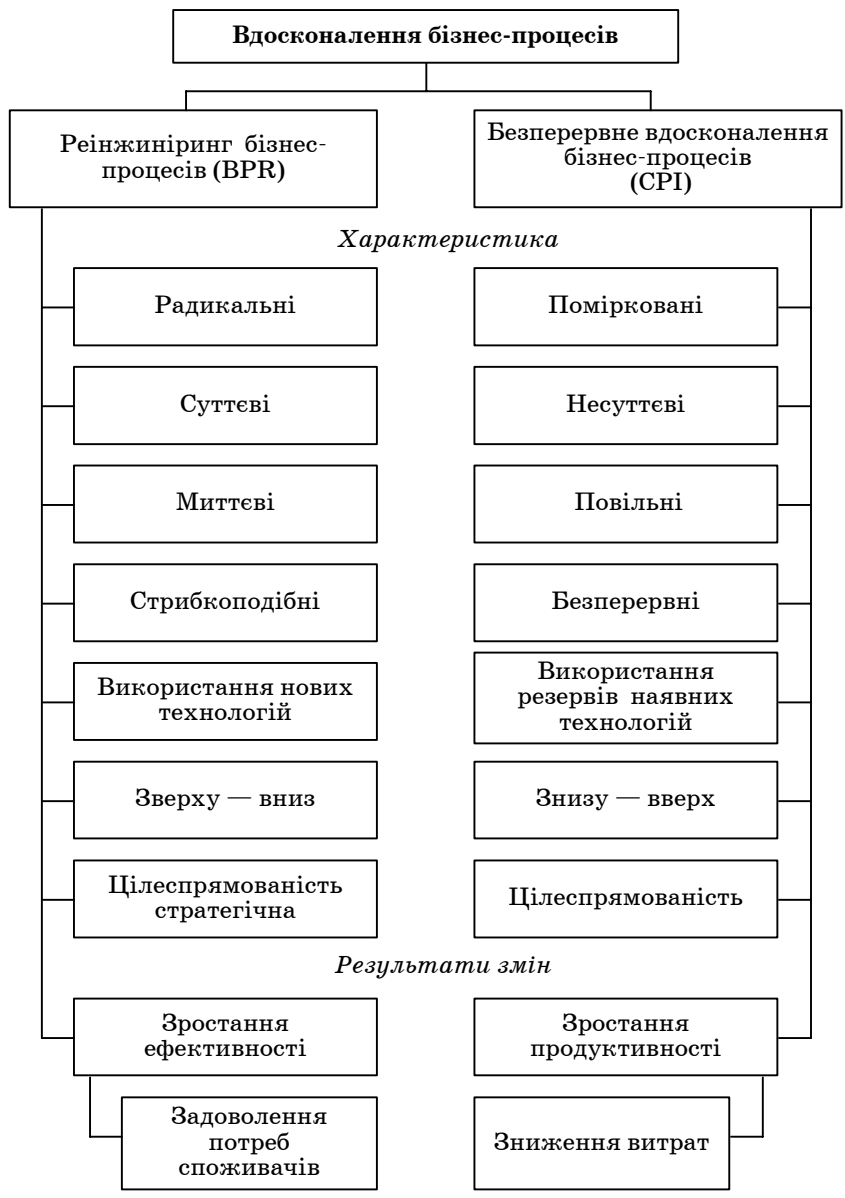 Вдосконалення бізнес-процесів
Реінжиніринг бізнес-
процесів (BPR)
Безперервне вдосконалення
бізнес-процесів
(CPI)
Характеристика
Радикальні
Помірковані
Суттєві
Несуттєві
Миттєві
Повільні
Стрибкоподібні
Безперервні
Використання нових
технологій
Використання
резервів наявних
технологій
Зверху — вниз
Знизу — вверх
Цілеспрямованість
стратегічна
Цілеспрямованість
Результати змін
Зростання
ефективності
Зростання
продуктивності
Задоволення
потреб
споживачів
Зниження витрат